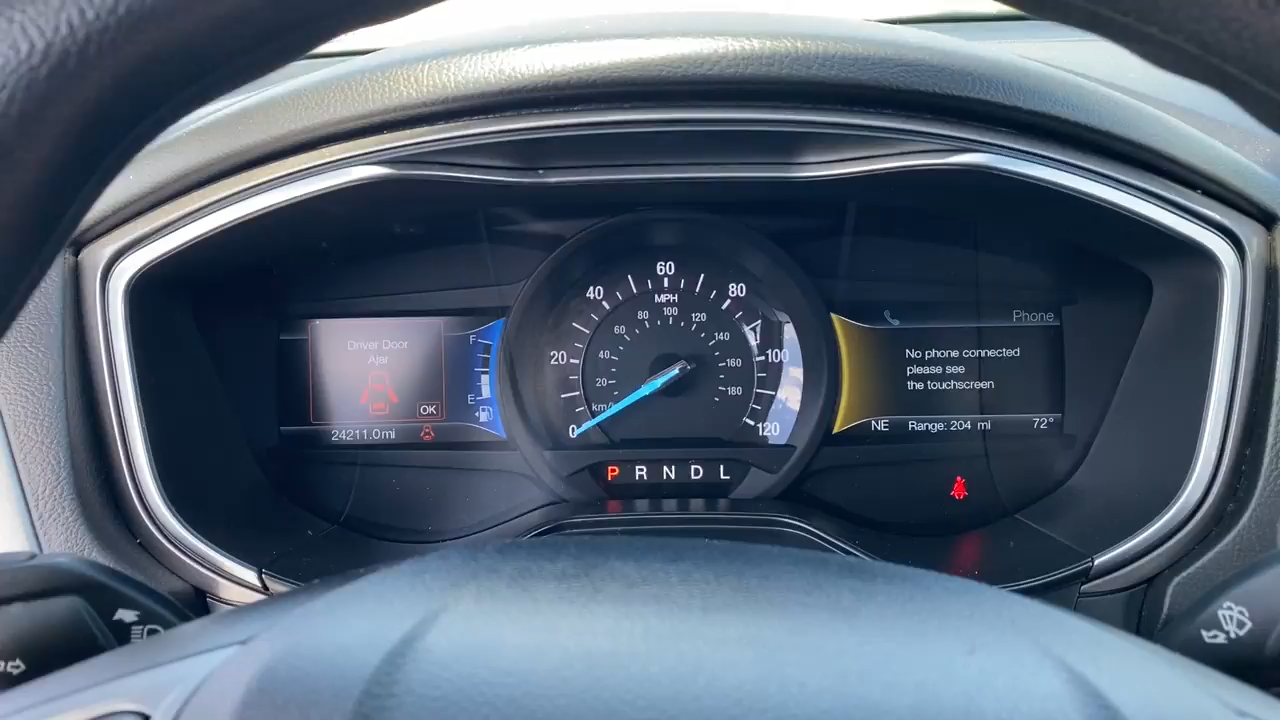 Driver Door
Ajar
OK
24211.0mi
F
E
0
20
40
60
80
100
120
MPH
km/h
20
40
60
80
100
120
140
160
180
P R N D L
Phone
No phone connected
please see
the touchscreen
NE Range: 204 mi 72°